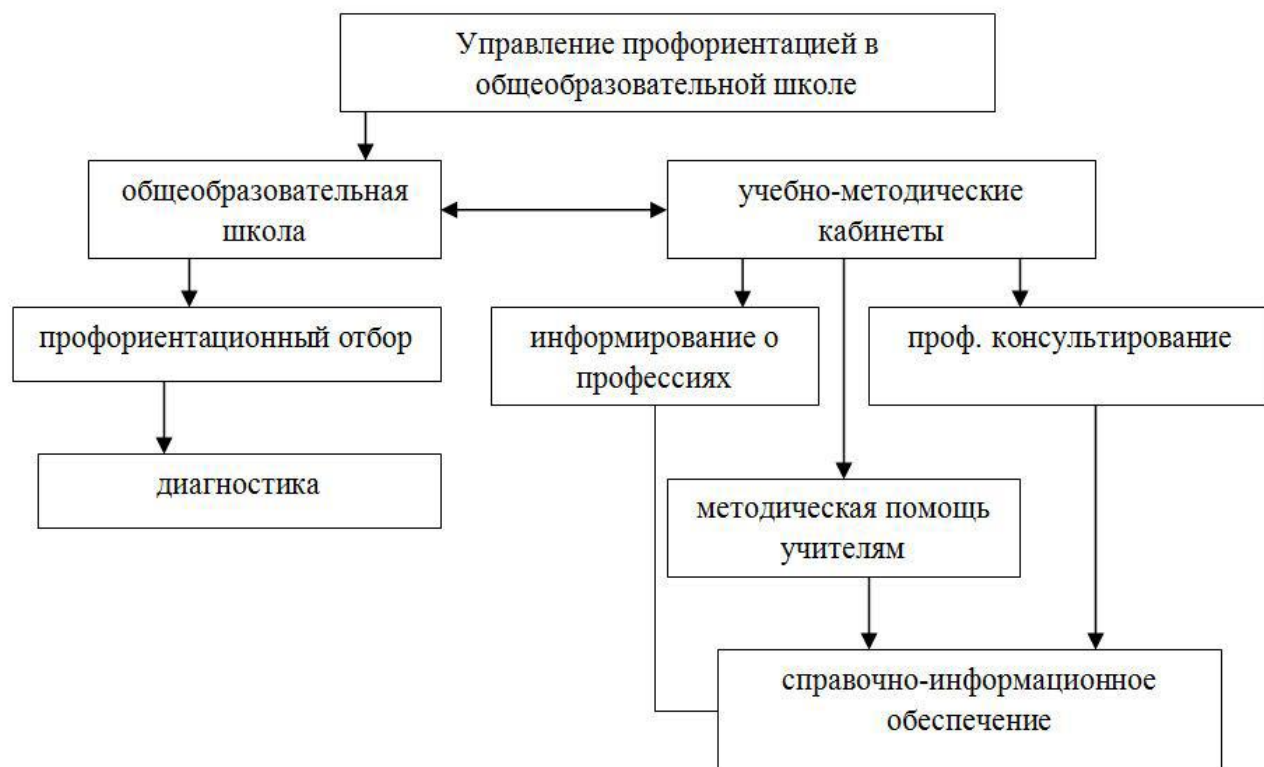 Управление профориентацией в
общеобразовательной школе
общеобразовательная
школа
учебно-методические
кабинеты
профориентационный отбор
информирование о
профессиях
проф. консультирование
диагностика
методическая помощь
учителям
справочно-информационное
обеспечение